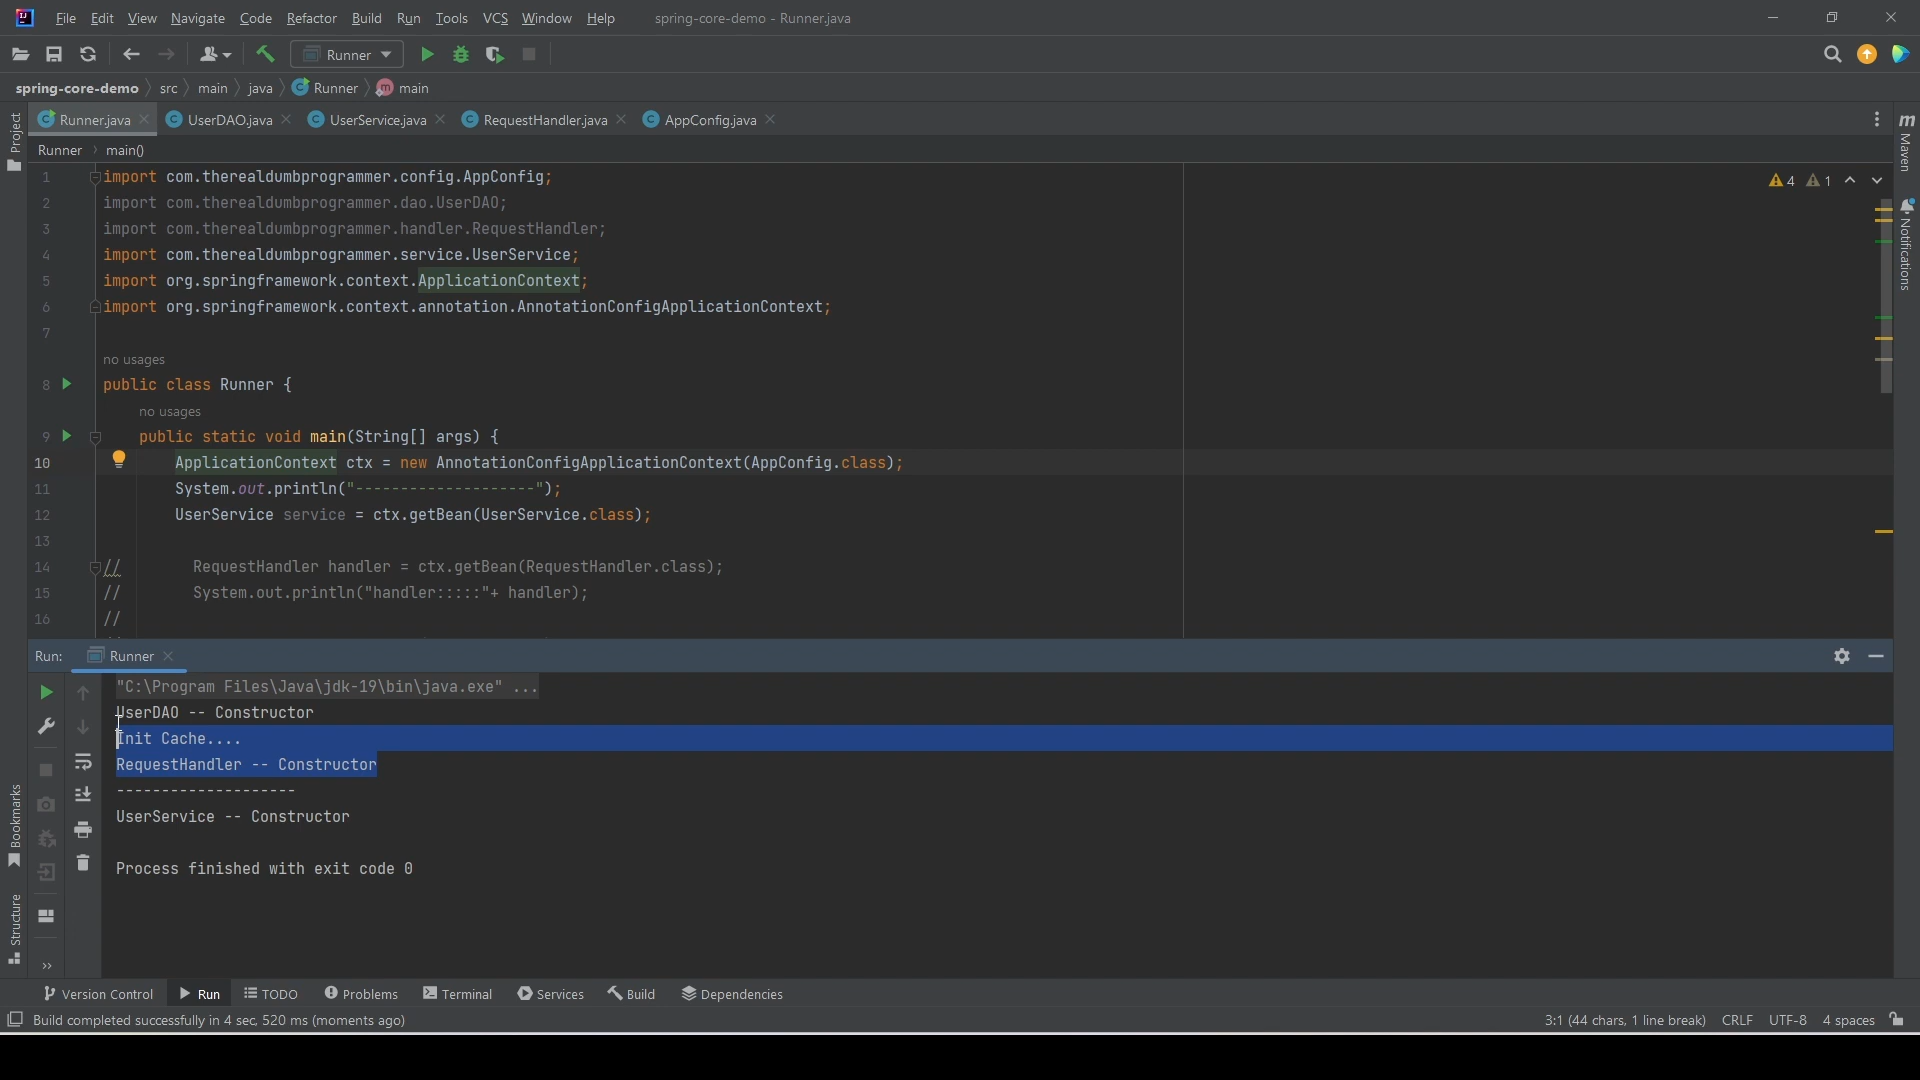 File Edit View Navigate Code Refactor Build Run Tools VCS Window Help spring-core-demo - Runner.java
Runner
spring-core-demo src main java Runner main
Runner.java UserDAO.java UserService.java RequestHandler.java AppConfig.java
Runner main()
1 import com.therealdumbprogrammer.config.AppConfig;
2 import com.therealdumbprogrammer.dao.UserDAO;
3 import com.therealdumbprogrammer.handler.RequestHandler;
4 import com.therealdumbprogrammer.service.UserService;
5 import org.springframework.context.ApplicationContext;
6 import org.springframework.context.annotation.AnnotationConfigApplicationContext;
7
no usages
8 public class Runner {
no usages
9 public static void main(String[] args) {
10 ApplicationContext ctx = new AnnotationConfigApplicationContext(AppConfig.class);
11 System.out.println("--------------------");
12 UserService service = ctx.getBean(UserService.class);
13
14 // RequestHandler handler = ctx.getBean(RequestHandler.class);
15 // System.out.println("handler:::::"+ handler);
16 //
4 1
Project
Bookmarks
Structure
m
Maven
Notifications
Run: Runner
"C:\Program Files\Java\jdk-19\bin\java.exe" ...
UserDAO -- Constructor
Init Cache....
RequestHandler -- Constructor
--------------------
UserService -- Constructor
Process finished with exit code 0
Version Control Run TODO Problems Terminal Services Build Dependencies
Build completed successfully in 4 sec, 520 ms (moments ago) 3:1 (44 chars, 1 line break) CRLF UTF-8 4 spaces